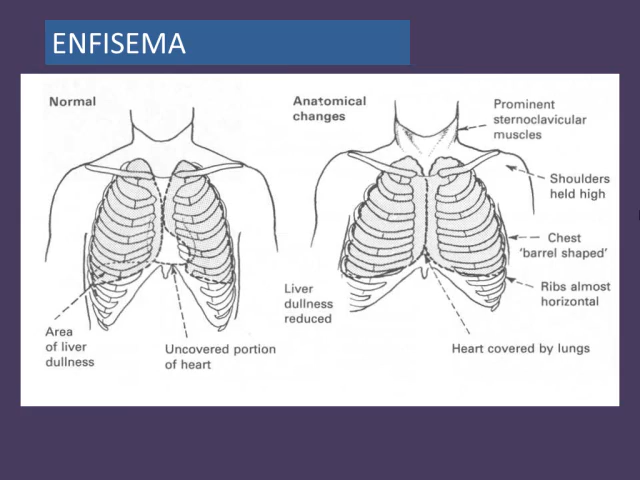 ENFISEMA
Normal
Area
of liver
dullness
Uncovered portion
of heart
Anatomical
changes
Prominent
sternoclavicular
muscles
Shoulders
held high
Chest
'barrel shaped'
Ribs almost
horizontal
Liver
dullness
reduced
Heart covered by lungs